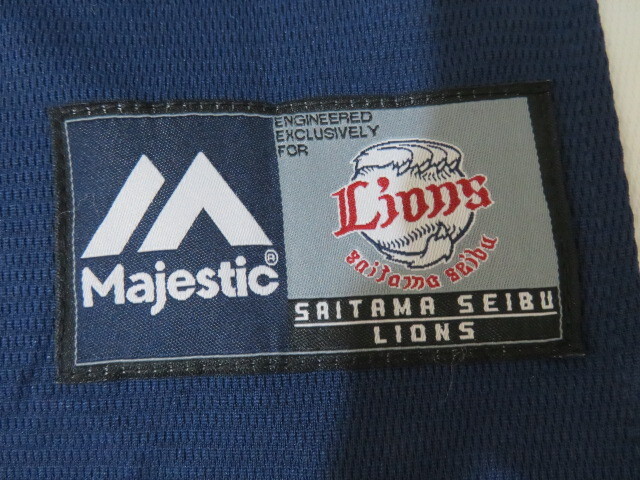 Majestic®
ENGINEERED
EXCLUSIVELY
FOR
Lions
saitama seibu
SAITAMA SEIBU
LIONS